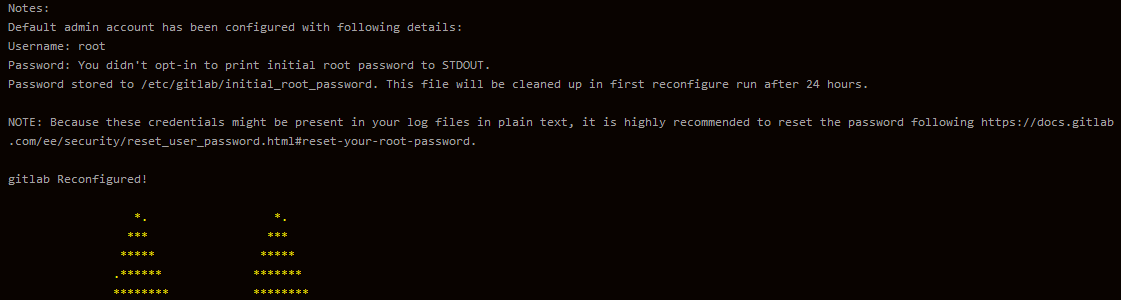 Notes:
Default admin account has been configured with following details:
Username: root
Password: You didn't opt-in to print initial root password to STDOUT.
Password stored to /etc/gitlab/initial_root_password. This file will be cleaned up in first reconfigure run after 24 hours.
NOTE: Because these credentials might be present in your log files in plain text, it is highly recommended to reset the password following https://docs.gitlab
.com/ee/security/reset_user_password.html#reset-your-root-password.
gitlab Reconfigured!
*. *.
*** ***
***** *****
.****** *******
******** ********